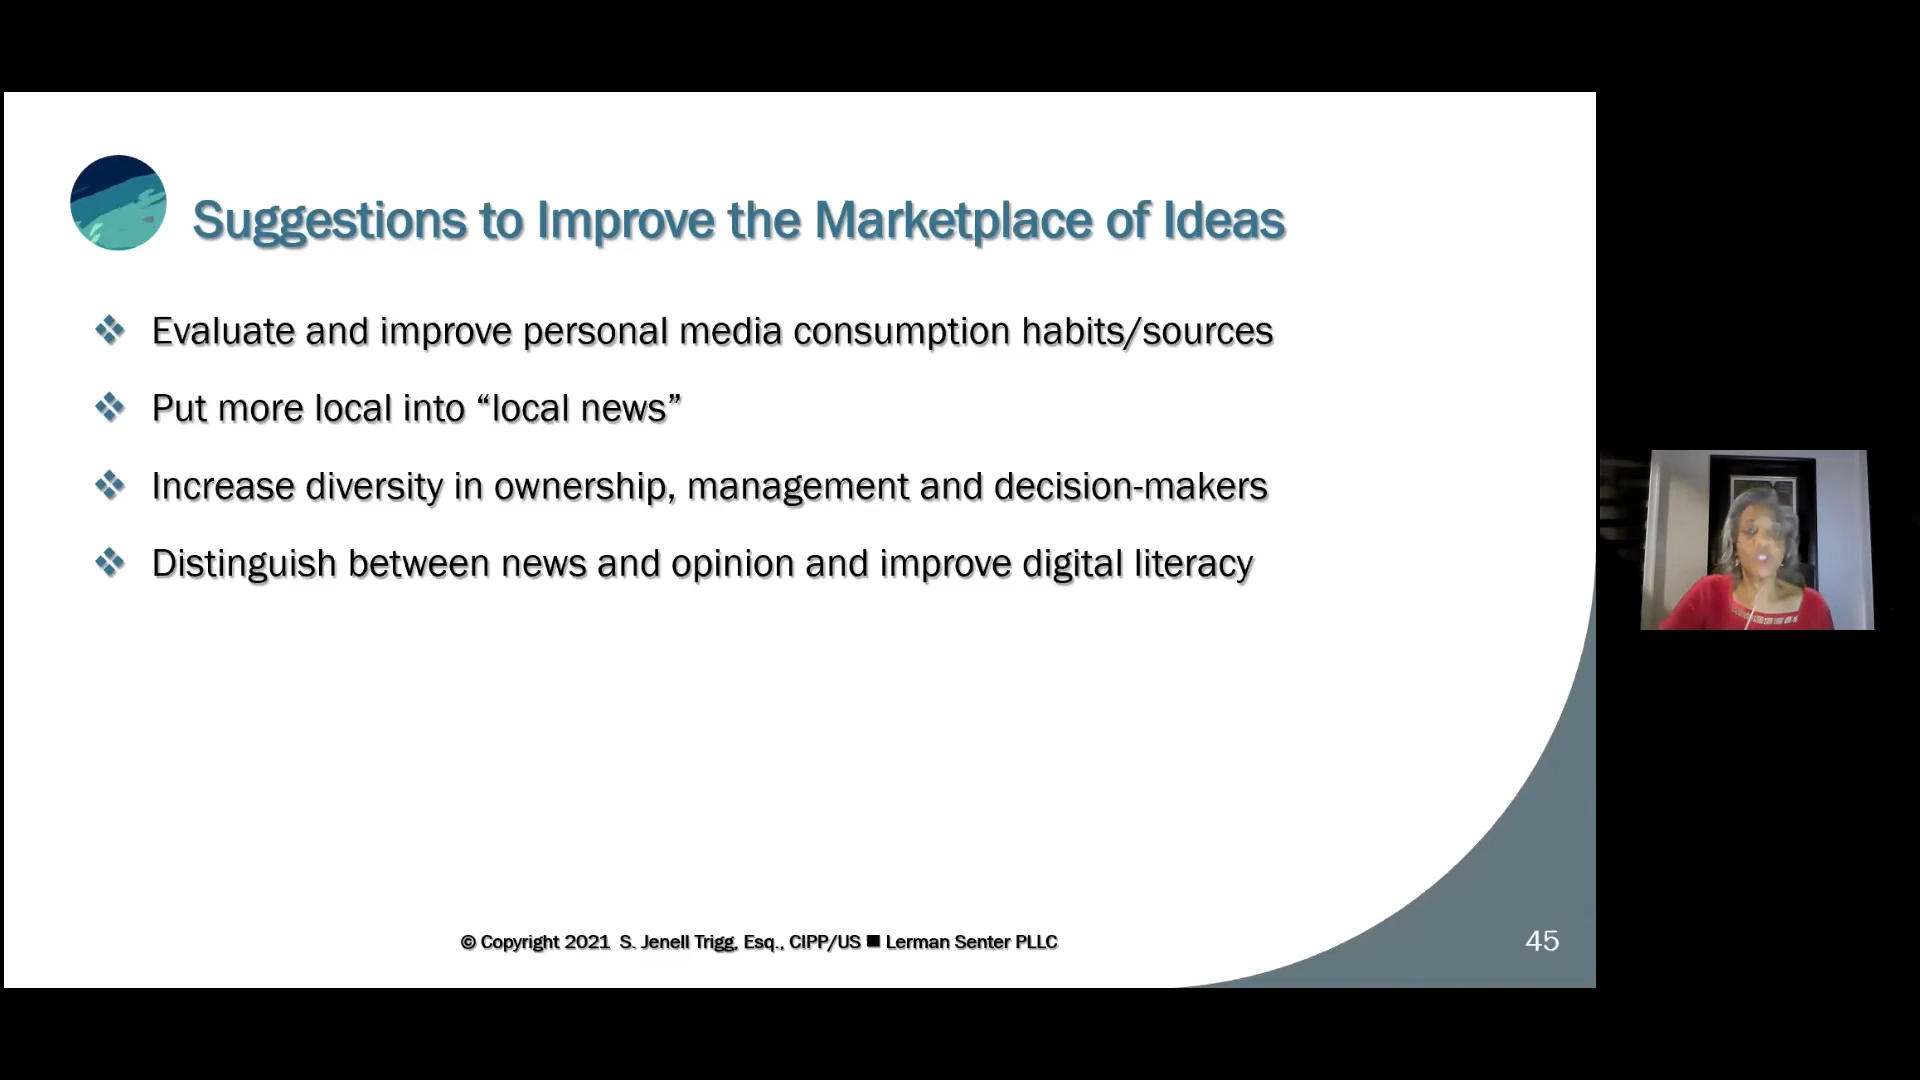 Suggestions to Improve the Marketplace of Ideas
Evaluate and improve personal media consumption habits/sources
Put more local into “local news”
Increase diversity in ownership, management and decision-makers
Distinguish between news and opinion and improve digital literacy
© Copyright 2021 S. Jenell Trigg, Esq., CIPP/US ■ Lerman Senter PLLC
45